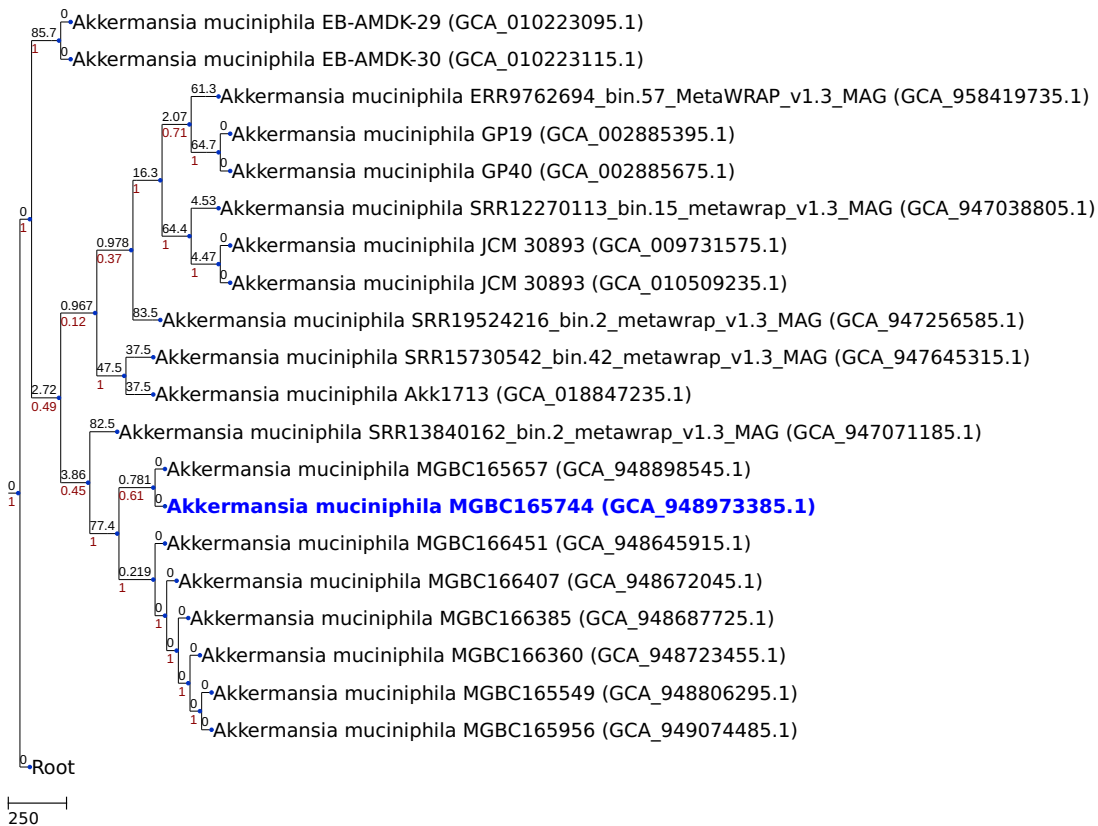 0
Akkermansia muciniphila EB-AMDK-29 (GCA_010223095.1)
85.7
1
0
Akkermansia muciniphila EB-AMDK-30 (GCA_010223115.1)
61.3
Akkermansia muciniphila ERR9762694_bin.57_MetaWRAP_v1.3_MAG (GCA_958419735.1)
2.07
0.71
0
Akkermansia muciniphila GP19 (GCA_002885395.1)
64.7
1
0
Akkermansia muciniphila GP40 (GCA_002885675.1)
16.3
1
4.53
Akkermansia muciniphila SRR12270113_bin.15_metawrap_v1.3_MAG (GCA_947038805.1)
0
1
64.4
1
0
Akkermansia muciniphila JCM 30893 (GCA_009731575.1)
0.978
0.37
4.47
1
0
Akkermansia muciniphila JCM 30893 (GCA_010509235.1)
0.967
0.12
83.5
Akkermansia muciniphila SRR19524216_bin.2_metawrap_v1.3_MAG (GCA_947256585.1)
37.5
Akkermansia muciniphila SRR15730542_bin.42_metawrap_v1.3_MAG (GCA_947645315.1)
47.5
1
37.5
Akkermansia muciniphila Akk1713 (GCA_018847235.1)
2.72
0.49
82.5
Akkermansia muciniphila SRR13840162_bin.2_metawrap_v1.3_MAG (GCA_947071185.1)
0
Akkermansia muciniphila MGBC165657 (GCA_948898545.1)
3.86
0.45
0.781
0.61
0
1
0
Akkermansia muciniphila MGBC165744 (GCA_948973385.1)
77.4
1
0
Akkermansia muciniphila MGBC166451 (GCA_948645915.1)
0.219
1
0
Akkermansia muciniphila MGBC166407 (GCA_948672045.1)
0
1
0
Akkermansia muciniphila MGBC166385 (GCA_948687725.1)
0
1
0
Akkermansia muciniphila MGBC166360 (GCA_948723455.1)
0
1
0
Akkermansia muciniphila MGBC165549 (GCA_948806295.1)
0
1
0
Akkermansia muciniphila MGBC165956 (GCA_949074485.1)
0
Root
250